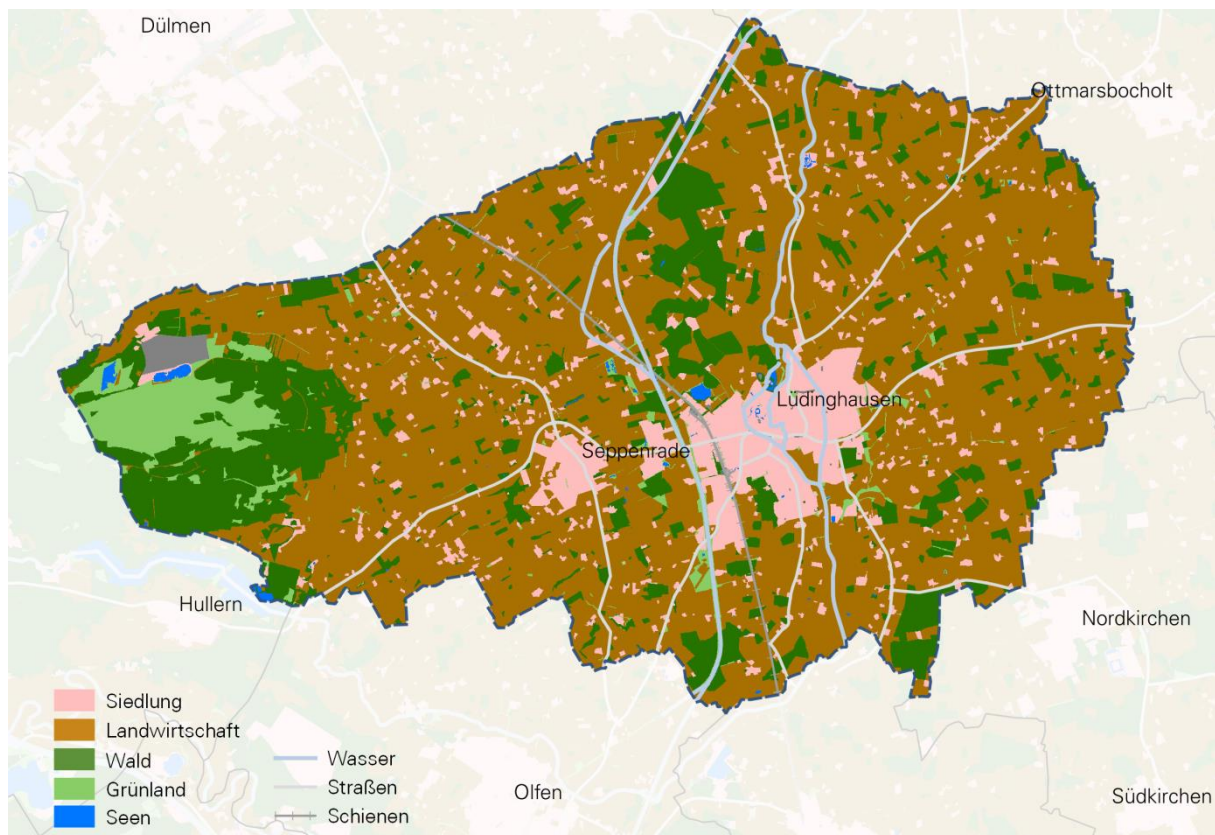 Dülmen
Ottmarsbocholt
Lüdinghausen
Seppenrade
Hullern
Nordkirchen
Olfen
Südkirchen
Siedlung
Landwirtschaft
Wald
Grünland
Seen
Wasser
Straßen
Schienen